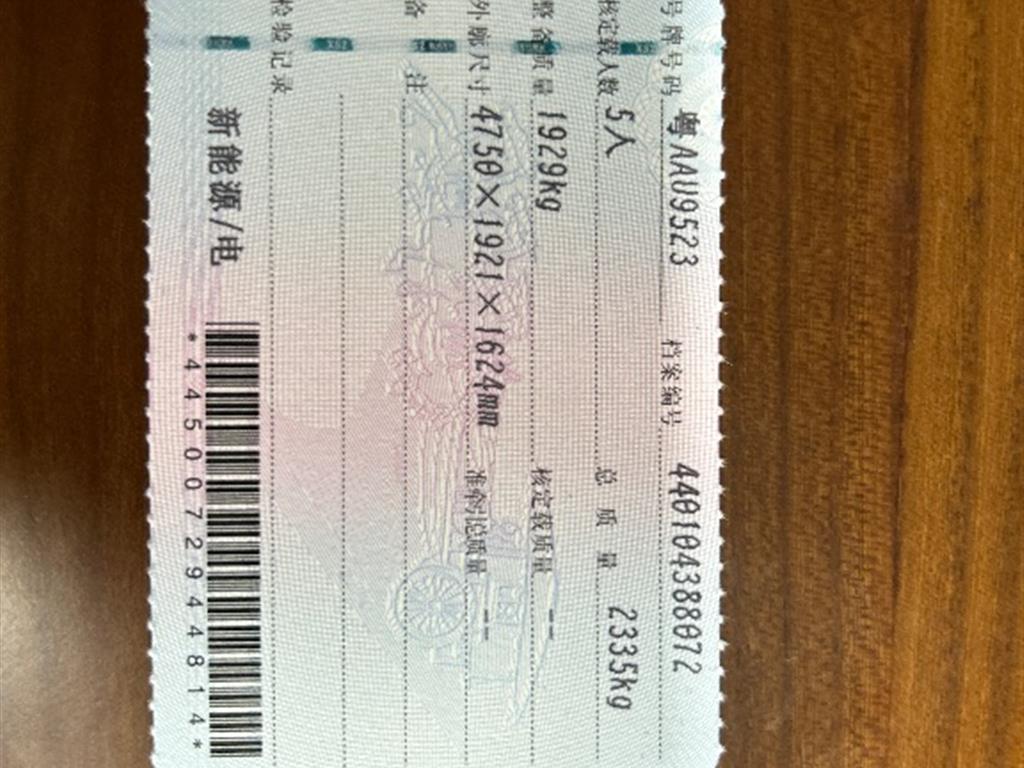 号牌号码 粤AAU9523 档案编号 440104388072
核定载人数 5人 总质量 2335kg
整备质量 1929kg 核定载质量 --
外廓尺寸 4750×1921×1624mm 准牵引总质量 --
备注
检验记录
新能源/电
*4450072944814*